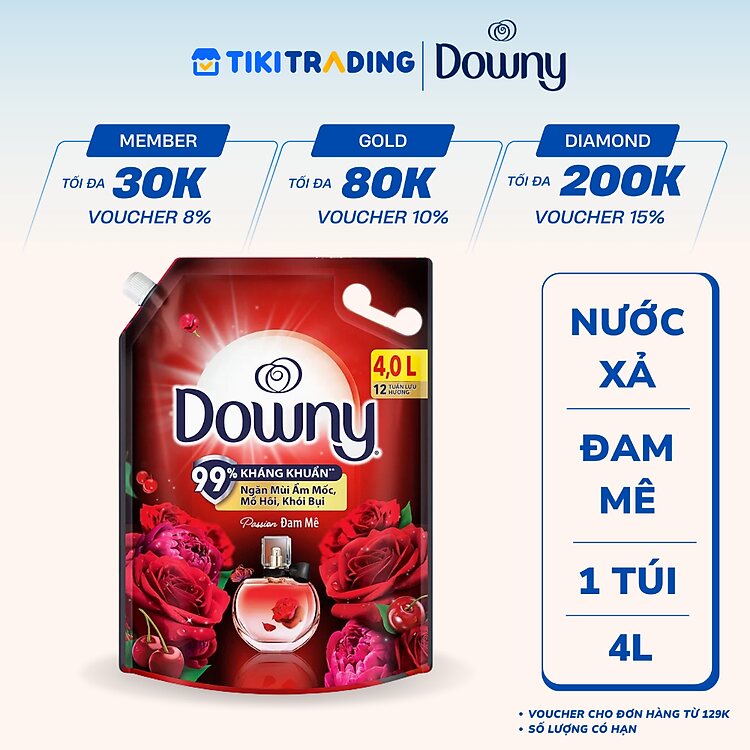 TIKITRADING | Downy
MEMBER
TỐI ĐA 30K
VOUCHER 8%
GOLD
TỐI ĐA 80K
VOUCHER 10%
DIAMOND
TỐI ĐA 200K
VOUCHER 15%
4,0 L
12 TUẦN LƯU HƯƠNG
Downy
99% KHÁNG KHUẨN**
Ngăn Mùi Ẩm Mốc,
Mồ Hôi, Khói Bụi
Passion Đam Mê
NƯỚC
XẢ
ĐAM
MÊ
1 TÚI
4L
• VOUCHER CHO ĐƠN HÀNG TỪ 129K
• SỐ LƯỢNG CÓ HẠN